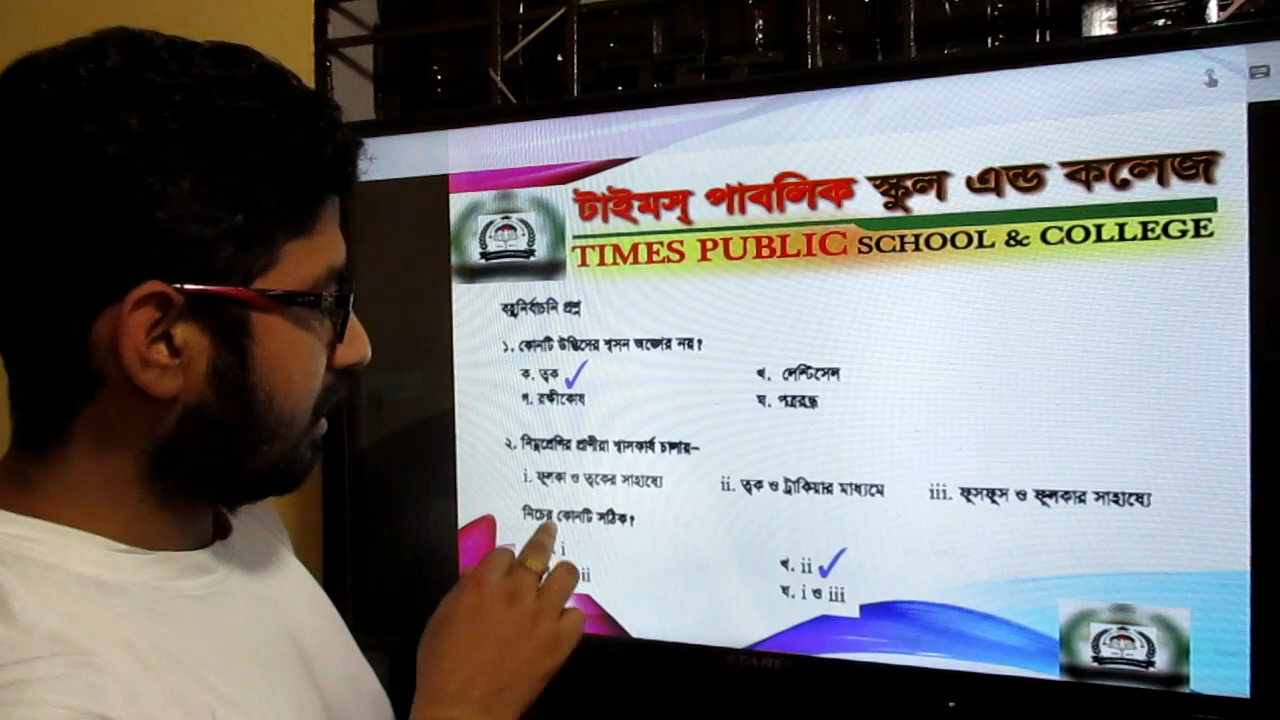 টাইমস্ পাবলিক স্কুল এন্ড কলেজ
TIMES PUBLIC SCHOOL & COLLEGE
বহুনির্বাচনি প্রশ্ন
১. কোনটি উদ্ভিদের শ্বসন অঙ্গের নয়?
ক. ত্বক খ. লেন্টিসেল
গ. রক্ষীকোষ ঘ. পত্ররন্ধ্র
২. নিম্নশ্রেণির প্রাণীরা শ্বাসকার্য চালায়–
i. ফুলকা ও ত্বকের সাহায্যে ii. ত্বক ও ট্রাকিয়ার মাধ্যমে iii. ফুসফুস ও ফুলকার সাহায্যে
নিচের কোনটি সঠিক?
i খ. ii
ii ঘ. i ও iii